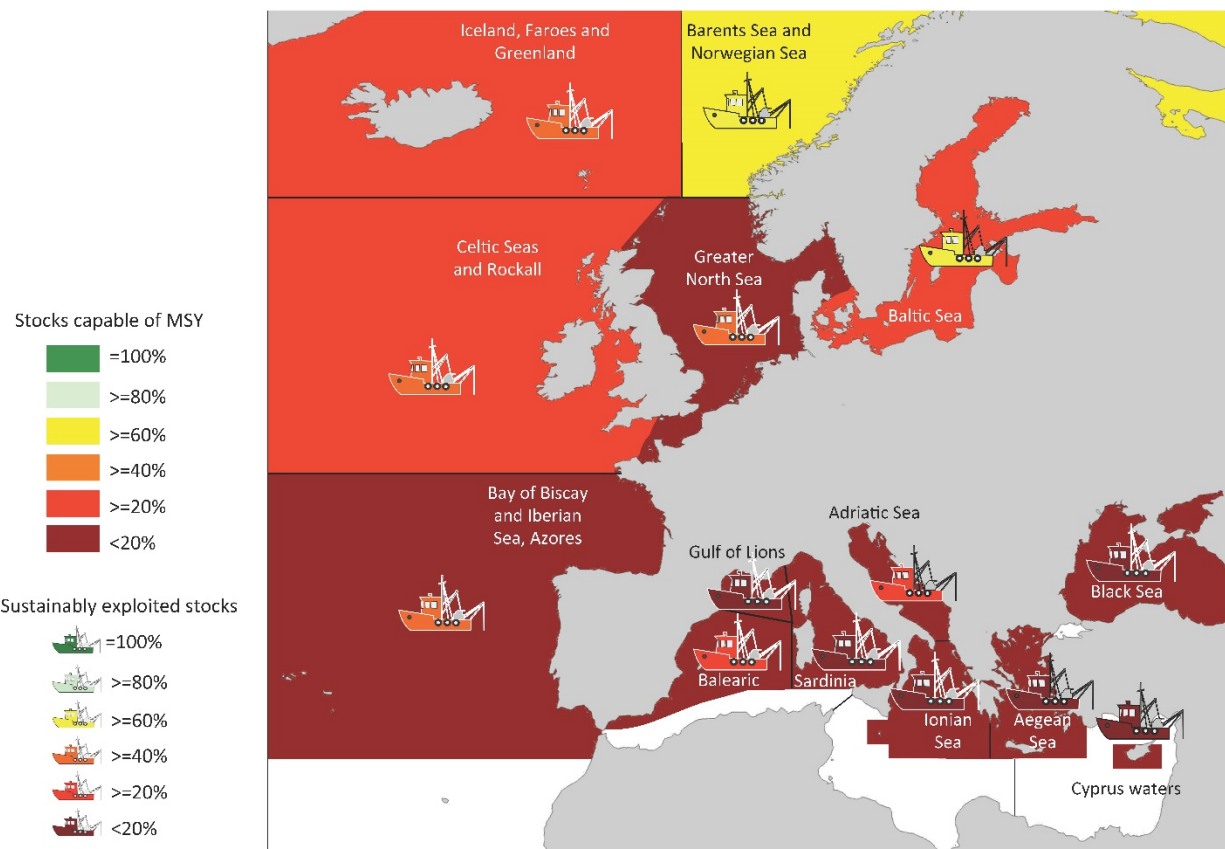 Iceland, Faroes and
Greenland
Barents Sea and
Norwegian Sea
Celtic Seas
and Rockall
Greater
North Sea
Baltic Sea
Stocks capable of MSY
=100%
>=80%
>=60%
>=40%
>=20%
<20%
Bay of Biscay
and Iberian
Sea, Azores
Adriatic Sea
Gulf of Lions
Black Sea
Balearic
Sardinia
Ionian
Sea
Aegean
Sea
Cyprus waters
Sustainably exploited stocks
=100%
>=80%
>=60%
>=40%
>=20%
<20%